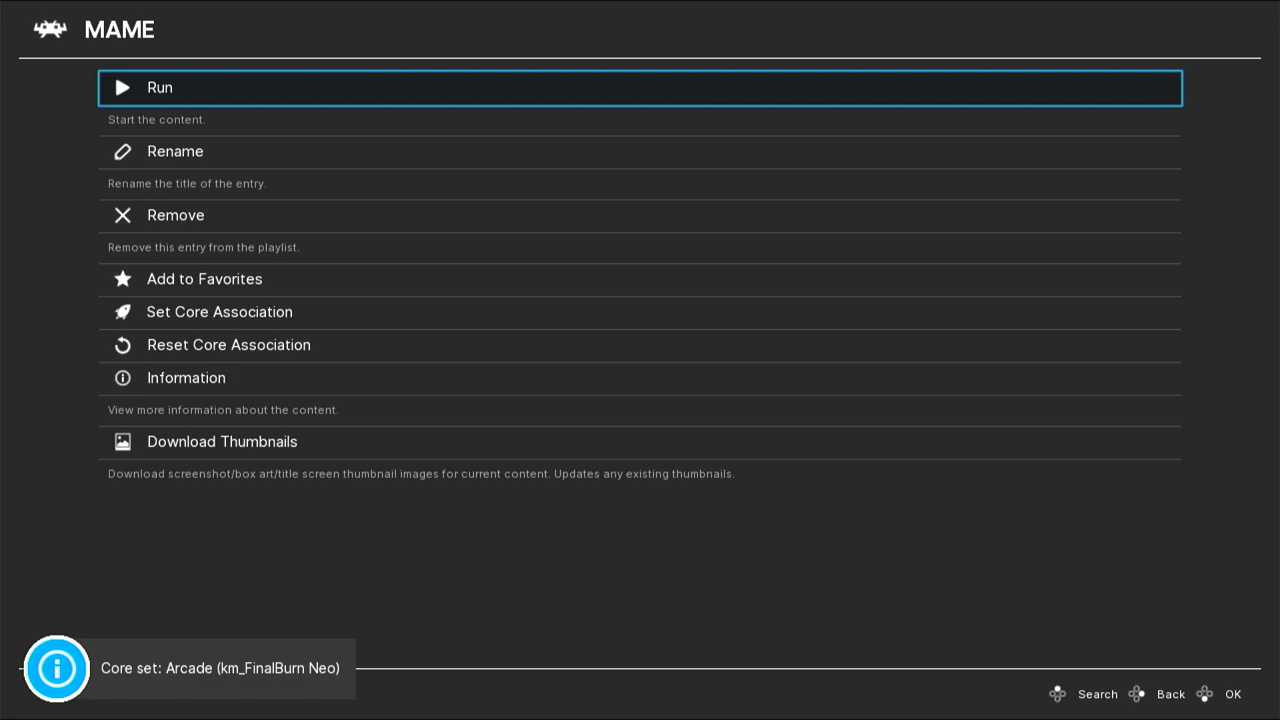 MAME
Run
Start the content.
Rename
Rename the title of the entry.
Remove
Remove this entry from the playlist.
Add to Favorites
Set Core Association
Reset Core Association
Information
View more information about the content.
Download Thumbnails
Download screenshot/box art/title screen thumbnail images for current content. Updates any existing thumbnails.
Core set: Arcade (km_FinalBurn Neo)
Search Back OK